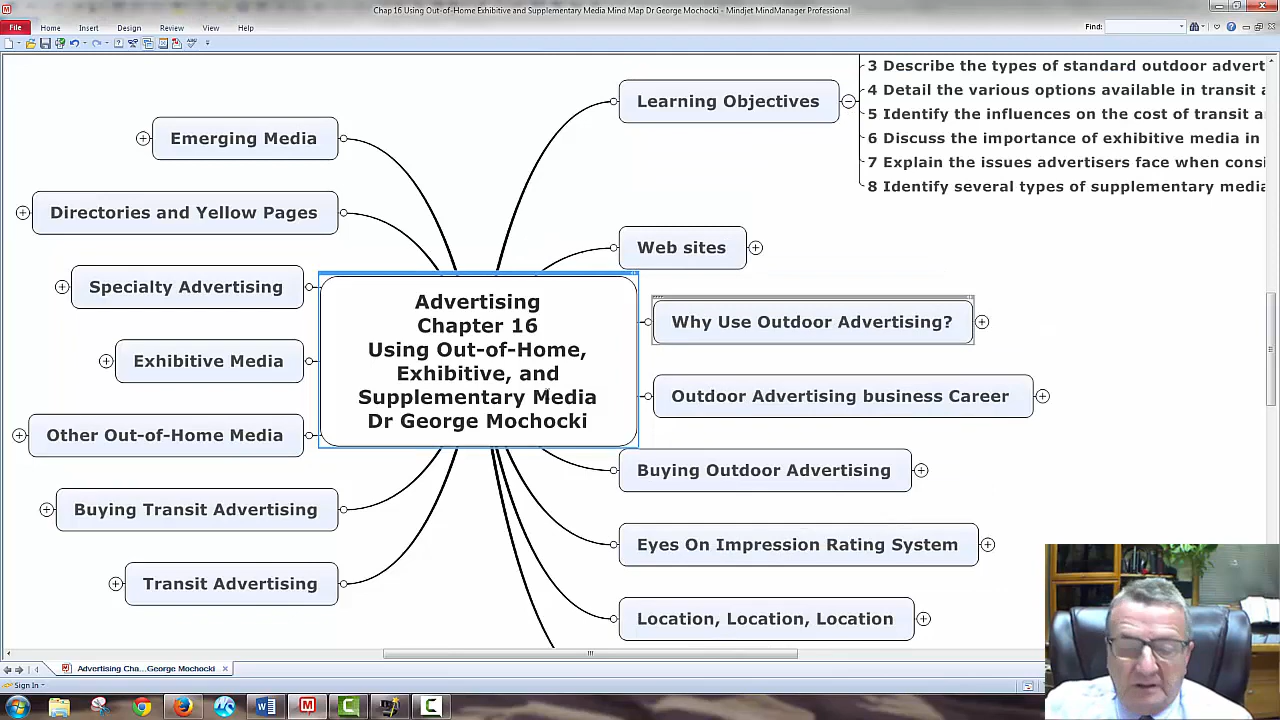 Chap 16 Using Out-of-Home Exhibitive and Supplementary Media Mind Map Dr George Mochocki - Mindjet MindManager Professional
File Home Insert Design Review View Help
Find:
Learning Objectives
3 Describe the types of standard outdoor advert
4 Detail the various options available in transit a
5 Identify the influences on the cost of transit a
6 Discuss the importance of exhibitive media in
7 Explain the issues advertisers face when consi
8 Identify several types of supplementary media
Emerging Media
Directories and Yellow Pages
Specialty Advertising
Exhibitive Media
Other Out-of-Home Media
Buying Transit Advertising
Transit Advertising
Advertising
Chapter 16
Using Out-of-Home,
Exhibitive, and
Supplementary Media
Dr George Mochocki
Web sites
Why Use Outdoor Advertising?
Outdoor Advertising business Career
Buying Outdoor Advertising
Eyes On Impression Rating System
Location, Location, Location
Advertising Cha...George Mochocki
Sign In